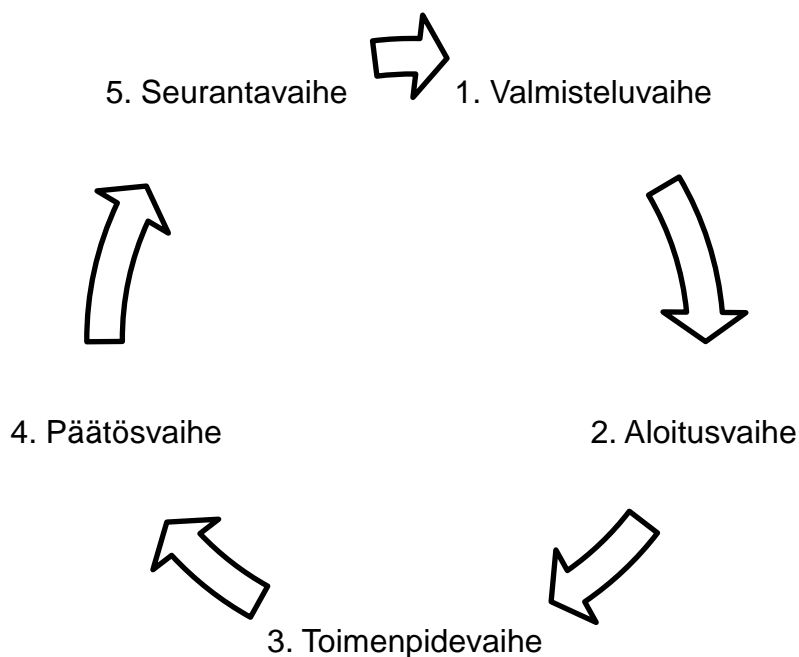 5. Seurantavaihe
1. Valmisteluvaihe
2. Aloitusvaihe
3. Toimenpidevaihe
4. Päätösvaihe